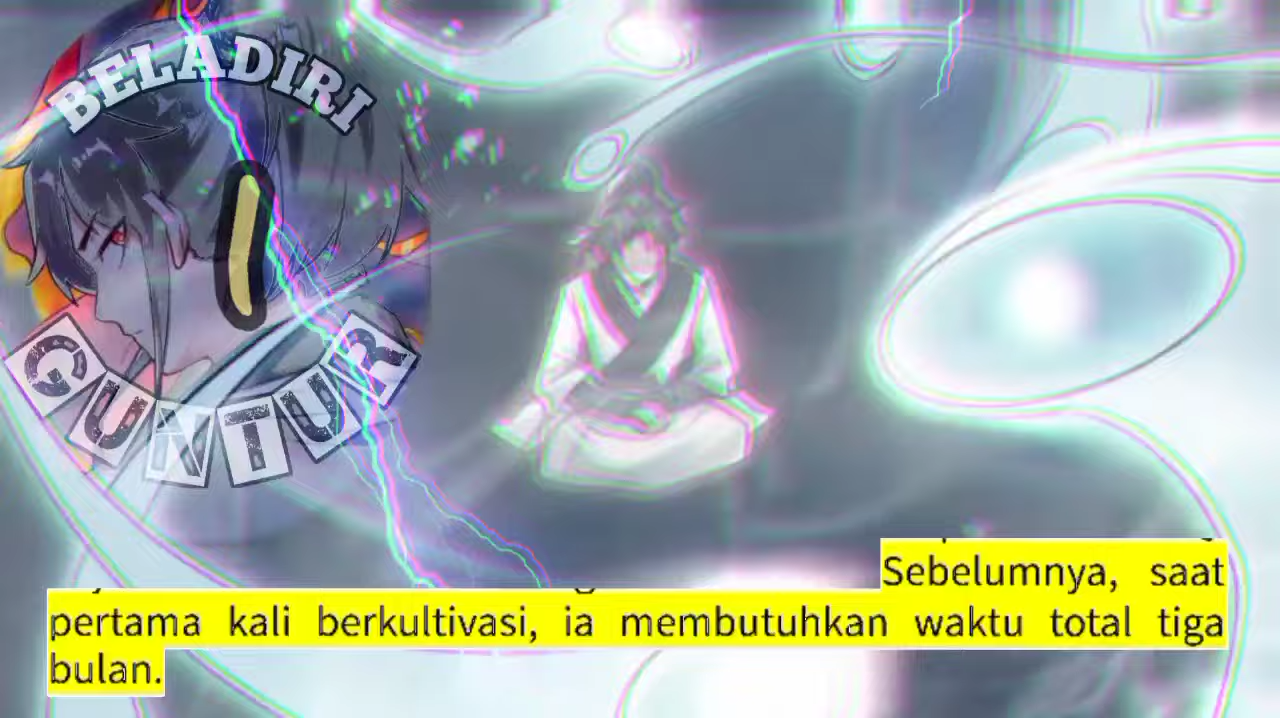 BELADIRI
GUNTUR
Sebelumnya, saat
pertama kali berkultivasi, ia membutuhkan waktu total tiga
bulan.